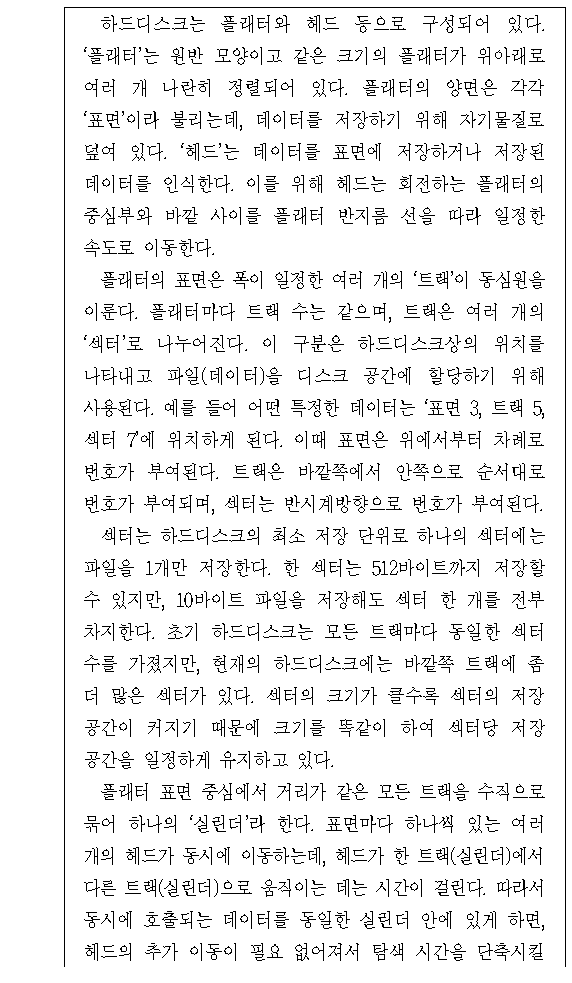 하드디스크는 플래터와 헤드 등으로 구성되어 있다.
‘플래터’는 원반 모양이고 같은 크기의 플래터가 위아래로
여러 개 나란히 정렬되어 있다. 플래터의 양면은 각각
‘표면’이라 불리는데, 데이터를 저장하기 위해 자기물질로
덮여 있다. ‘헤드’는 데이터를 표면에 저장하거나 저장된
데이터를 인식한다. 이를 위해 헤드는 회전하는 플래터의
중심부와 바깥 사이를 플래터 반지름 선을 따라 일정한
속도로 이동한다.
플래터의 표면은 폭이 일정한 여러 개의 ‘트랙’이 동심원을
이룬다. 플래터마다 트랙 수는 같으며, 트랙은 여러 개의
‘섹터’로 나누어진다. 이 구분은 하드디스크상의 위치를
나타내고 파일(데이터)을 디스크 공간에 할당하기 위해
사용된다. 예를 들어 어떤 특정한 데이터는 ‘표면 3, 트랙 5,
섹터 7’에 위치하게 된다. 이때 표면은 위에서부터 차례로
번호가 부여된다. 트랙은 바깥쪽에서 안쪽으로 순서대로
번호가 부여되며, 섹터는 반시계방향으로 번호가 부여된다.
섹터는 하드디스크의 최소 저장 단위로 하나의 섹터에는
파일을 1개만 저장한다. 한 섹터는 512바이트까지 저장할
수 있지만, 10바이트 파일을 저장해도 섹터 한 개를 전부
차지한다. 초기 하드디스크는 모든 트랙마다 동일한 섹터
수를 가졌지만, 현재의 하드디스크에는 바깥쪽 트랙에 좀
더 많은 섹터가 있다. 섹터의 크기가 클수록 섹터의 저장
공간이 커지기 때문에 크기를 똑같이 하여 섹터당 저장
공간을 일정하게 유지하고 있다.
플래터 표면 중심에서 거리가 같은 모든 트랙을 수직으로
묶어 하나의 ‘실린더’라 한다. 표면마다 하나씩 있는 여러
개의 헤드가 동시에 이동하는데, 헤드가 한 트랙(실린더)에서
다른 트랙(실린더)으로 움직이는 데는 시간이 걸린다. 따라서
동시에 호출되는 데이터를 동일한 실린더 안에 있게 하면,
헤드의 추가 이동이 필요 없어져서 탐색 시간을 단축시킬